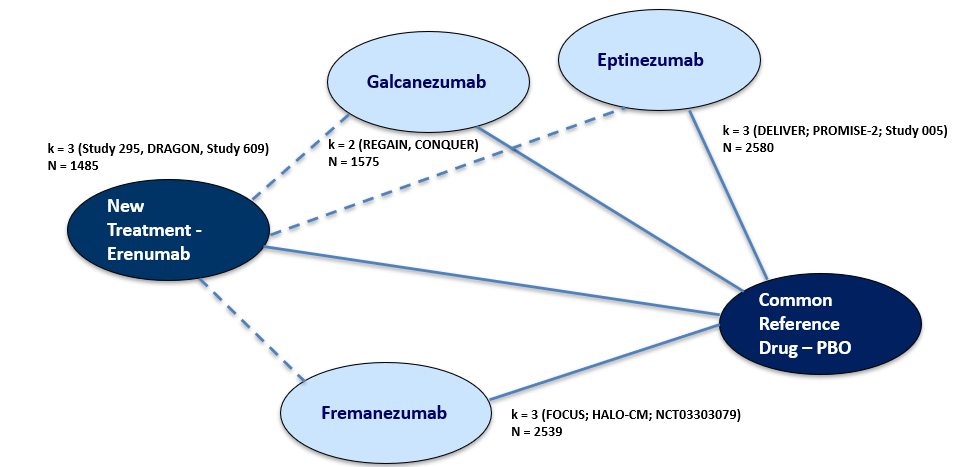 Galcanezumab
Eptinezumab
k = 3 (DELIVER; PROMISE-2; Study 005)
N = 2580
k = 3 (Study 295, DRAGON, Study 609)
N = 1485
k = 2 (REGAIN, CONQUER)
N = 1575
New
Treatment -
Erenumab
Common
Reference
Drug – PBO
Fremanezumab
k = 3 (FOCUS; HALO-CM; NCT03303079)
N = 2539